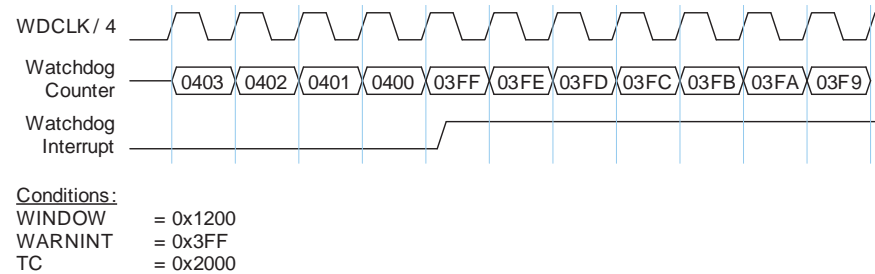 WDCLK / 4
Watchdog
Counter
0403 0402 0401 0400 03FF 03FE 03FD 03FC 03FB 03FA 03F9
Watchdog
Interrupt
Conditions:
WINDOW = 0x1200
WARNINT = 0x3FF
TC = 0x2000